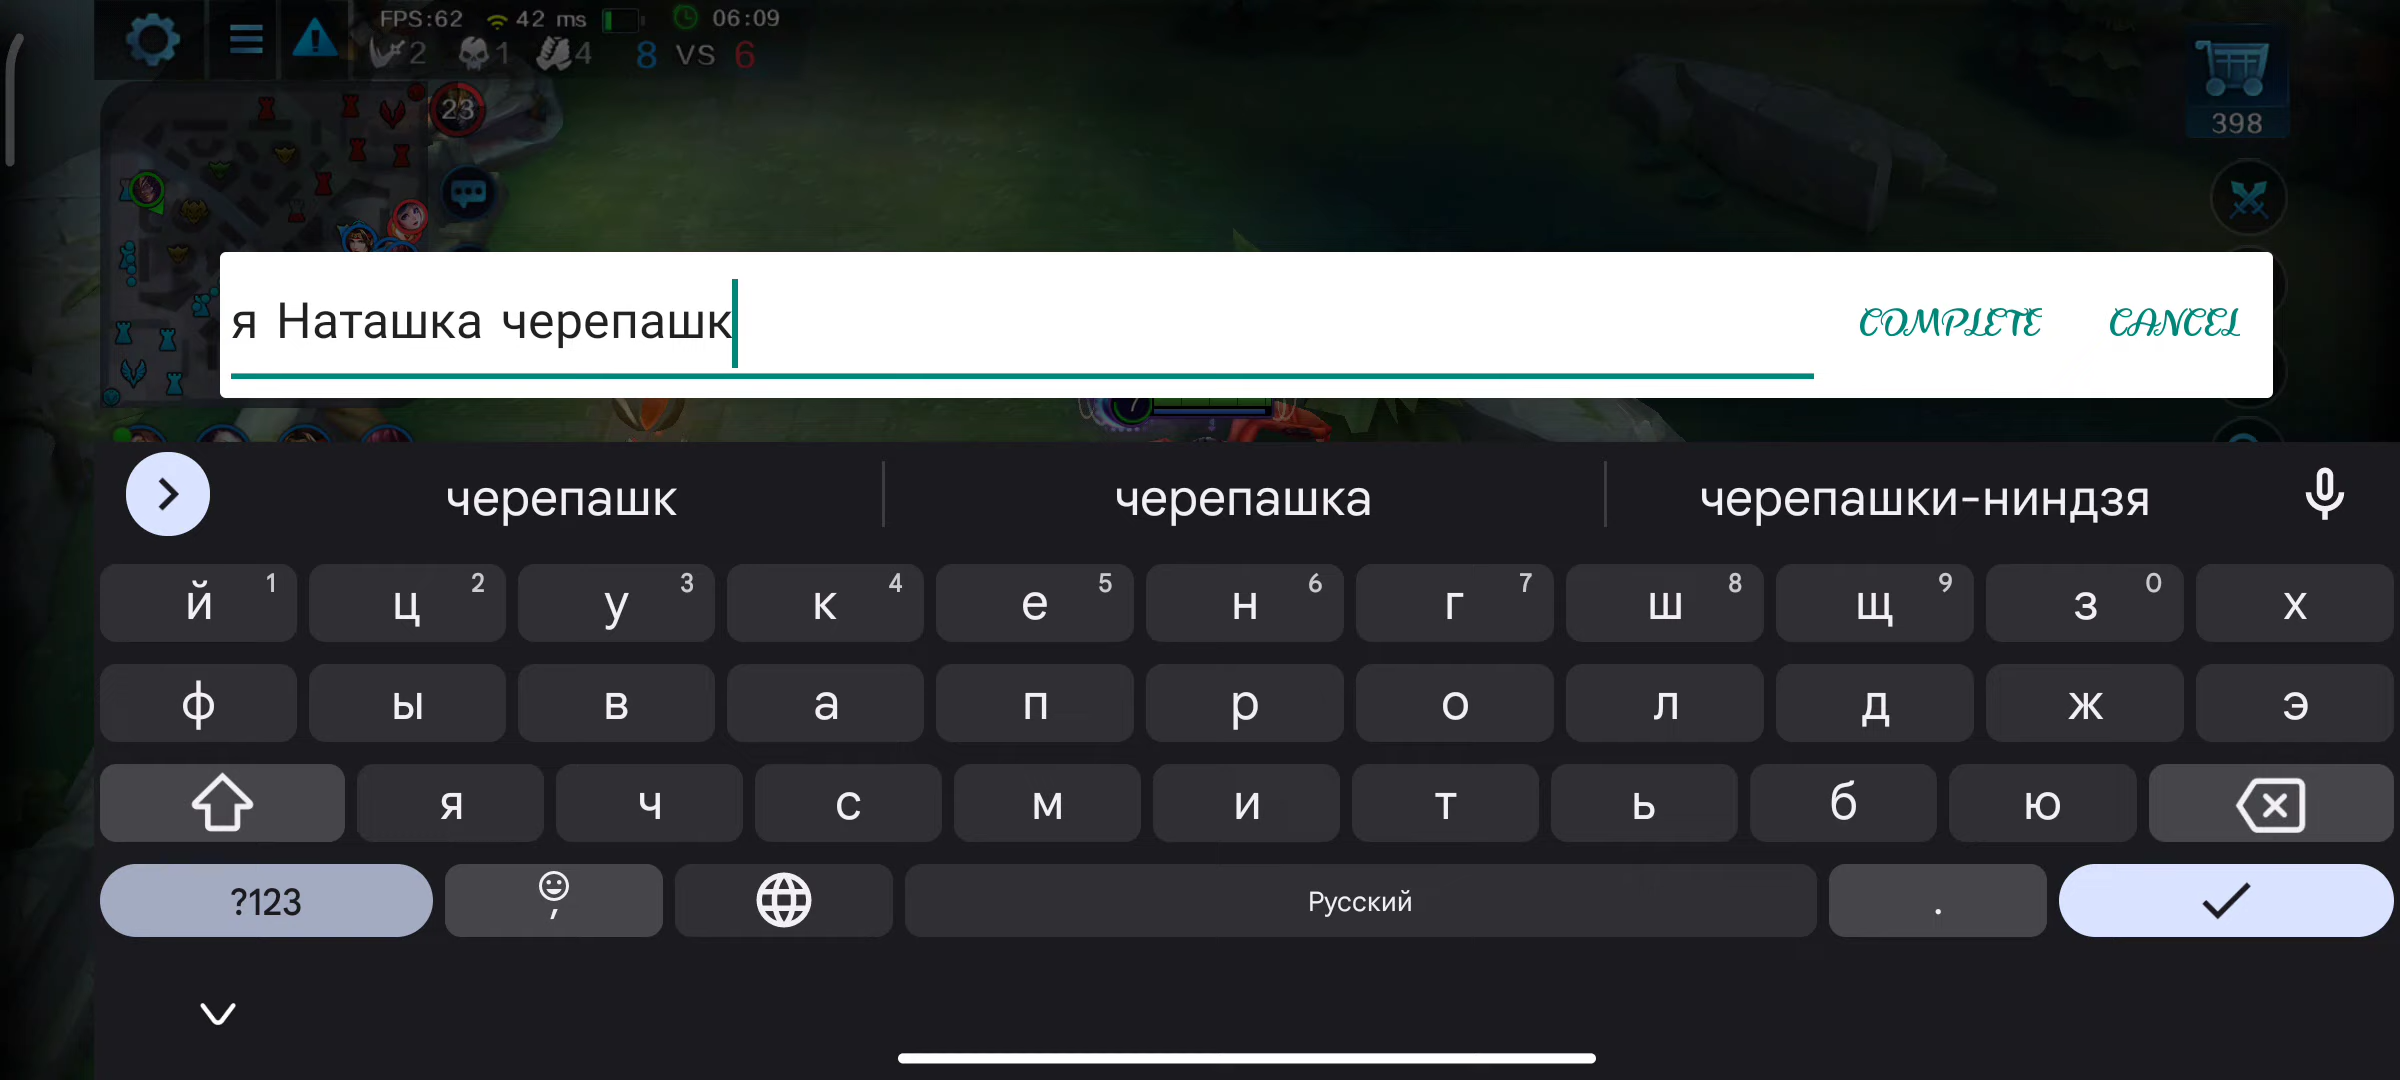 FPS:62 42 ms 06:09
2 1 4 8 VS 6
23
398
я Наташка черепашк COMPLETE CANCEL
7
черепашк черепашка черепашки-ниндзя
й 1 ц 2 у 3 к 4 е 5 н 6 г 7 ш 8 щ 9 з 0 х
ф ы в а п р о л д ж э
я ч с м и т ь б ю
?123 , Русский .